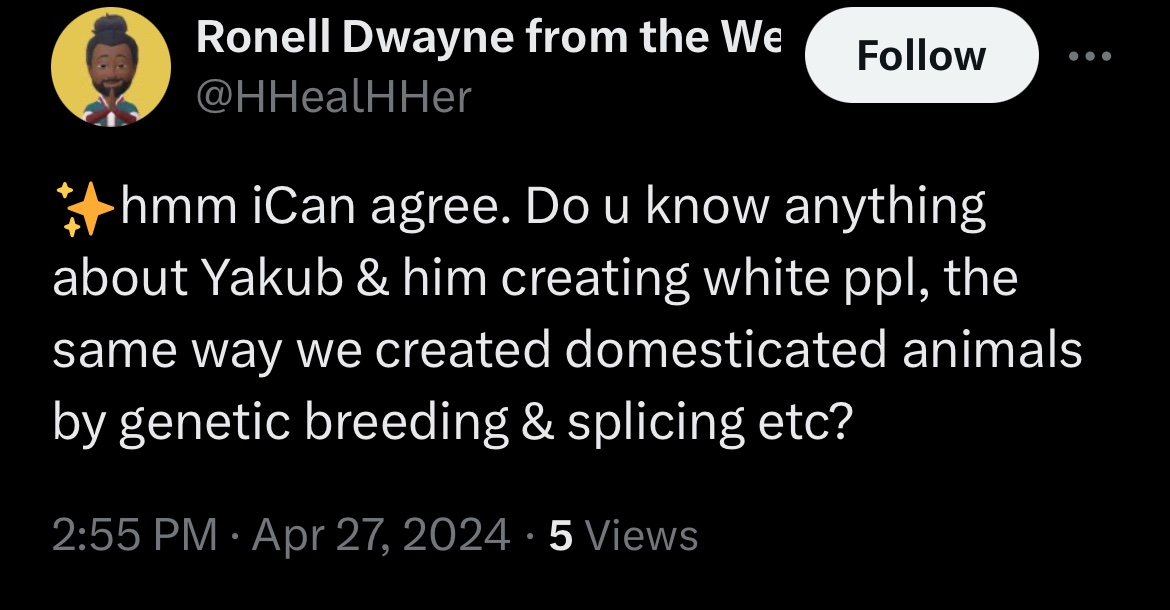 Ronell Dwayne from the We
Follow
@HHealHHer
✨hmm iCan agree. Do u know anything
about Yakub & him creating white ppl, the
same way we created domesticated animals
by genetic breeding & splicing etc?
2:55 PM · Apr 27, 2024 · 5 Views